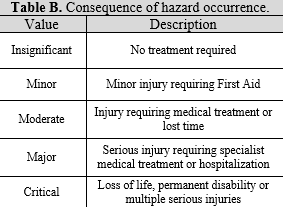 Table B. Consequence of hazard occurrence.
Value Description
Insignificant No treatment required
Minor Minor injury requiring First Aid
Moderate Injury requiring medical treatment or
lost time
Major Serious injury requiring specialist
medical treatment or hospitalization
Critical Loss of life, permanent disability or
multiple serious injuries